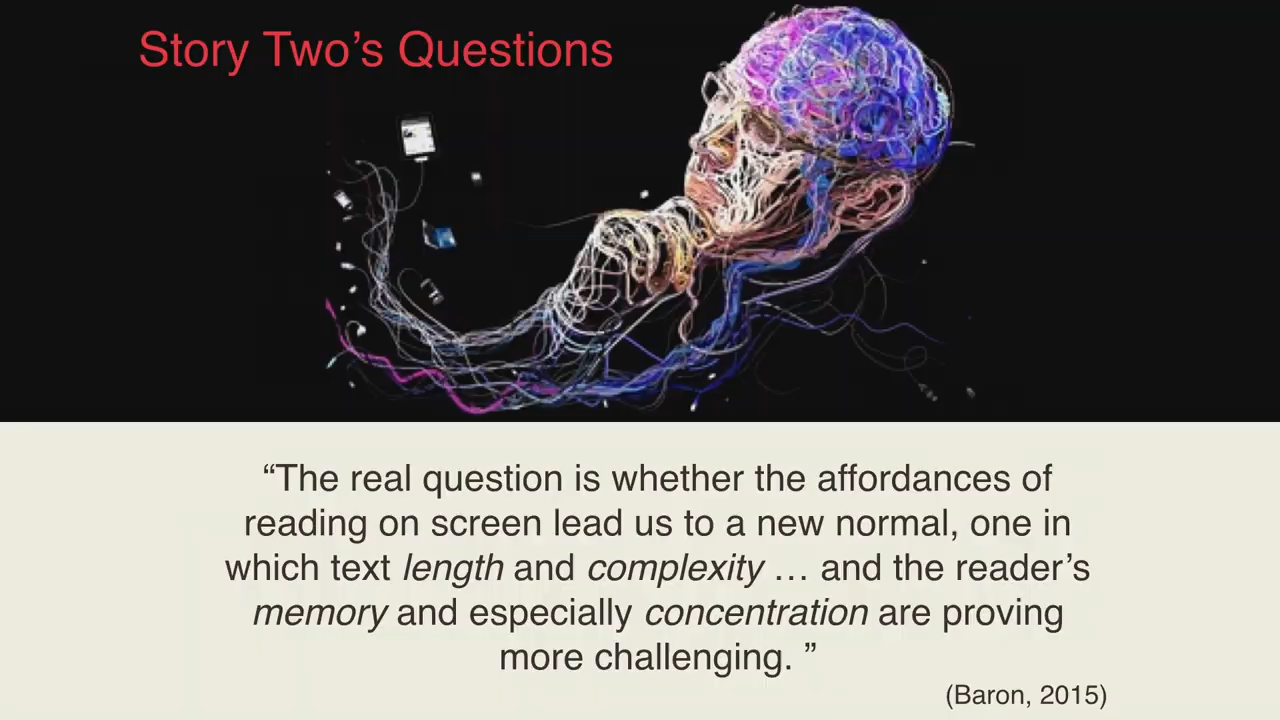 Story Two’s Questions
“The real question is whether the affordances of
reading on screen lead us to a new normal, one in
which text length and complexity … and the reader’s
memory and especially concentration are proving
more challenging. ”
(Baron, 2015)